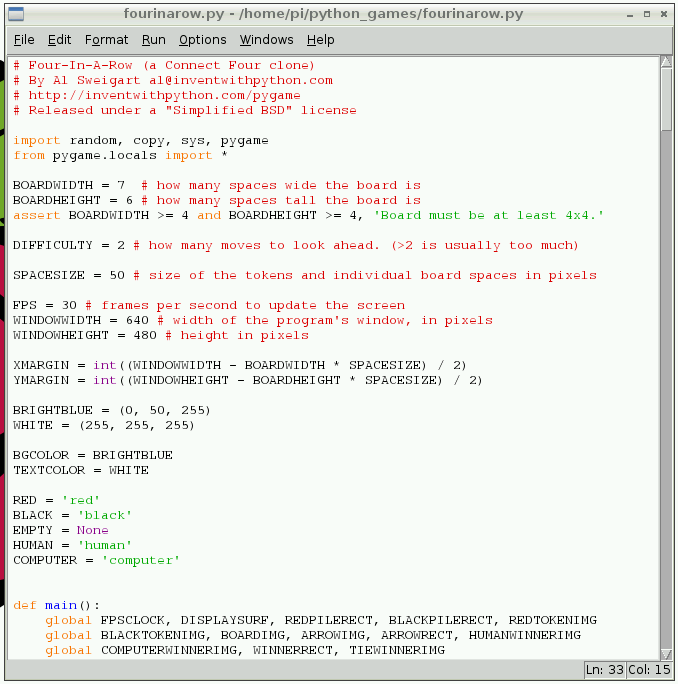 fourinarow.py - /home/pi/python_games/fourinarow.py
File Edit Format Run Options Windows Help
# Four-In-A-Row (a Connect Four clone)
# By Al Sweigart al@inventwithpython.com
# http://inventwithpython.com/pygame
# Released under a "Simplified BSD" license
import random, copy, sys, pygame
from pygame.locals import *
BOARDWIDTH = 7  # how many spaces wide the board is
BOARDHEIGHT = 6 # how many spaces tall the board is
assert BOARDWIDTH >= 4 and BOARDHEIGHT >= 4, 'Board must be at least 4x4.'
DIFFICULTY = 2 # how many moves to look ahead. (>2 is usually too much)
SPACESIZE = 50 # size of the tokens and individual board spaces in pixels
FPS = 30 # frames per second to update the screen
WINDOWWIDTH = 640 # width of the program's window, in pixels
WINDOWHEIGHT = 480 # height in pixels
XMARGIN = int((WINDOWWIDTH - BOARDWIDTH * SPACESIZE) / 2)
YMARGIN = int((WINDOWHEIGHT - BOARDHEIGHT * SPACESIZE) / 2)
BRIGHTBLUE = (0, 50, 255)
WHITE = (255, 255, 255)
BGCOLOR = BRIGHTBLUE
TEXTCOLOR = WHITE
RED = 'red'
BLACK = 'black'
EMPTY = None
HUMAN = 'human'
COMPUTER = 'computer'
def main():
    global FPSCLOCK, DISPLAYSURF, REDPILERECT, BLACKPILERECT, REDTOKENIMG
    global BLACKTOKENIMG, BOARDIMG, ARROWIMG, ARROWRECT, HUMANWINNERIMG
    global COMPUTERWINNERIMG, WINNERRECT, TIEWINNERIMG
Ln: 33 Col: 15